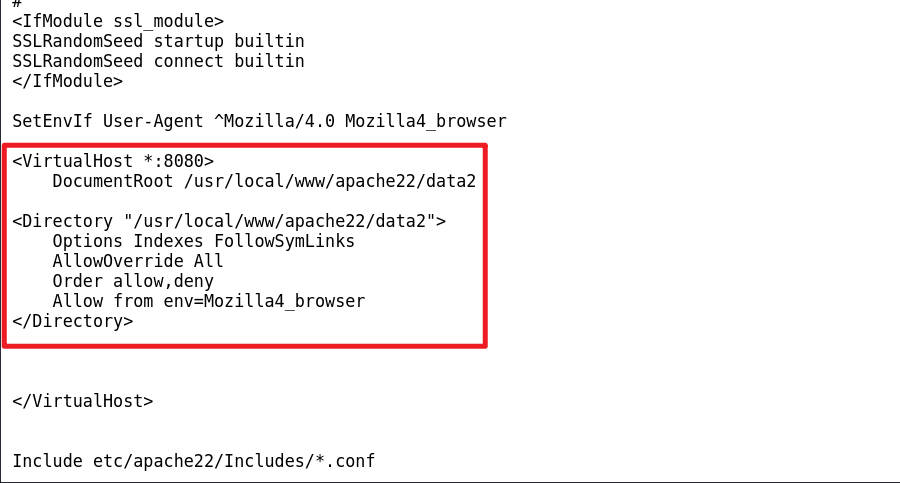 #
<IfModule ssl_module>
SSLRandomSeed startup builtin
SSLRandomSeed connect builtin
</IfModule>
SetEnvIf User-Agent ^Mozilla/4.0 Mozilla4_browser
<VirtualHost *:8080>
DocumentRoot /usr/local/www/apache22/data2
<Directory "/usr/local/www/apache22/data2">
Options Indexes FollowSymLinks
AllowOverride All
Order allow,deny
Allow from env=Mozilla4_browser
</Directory>
</VirtualHost>
Include etc/apache22/Includes/*.conf